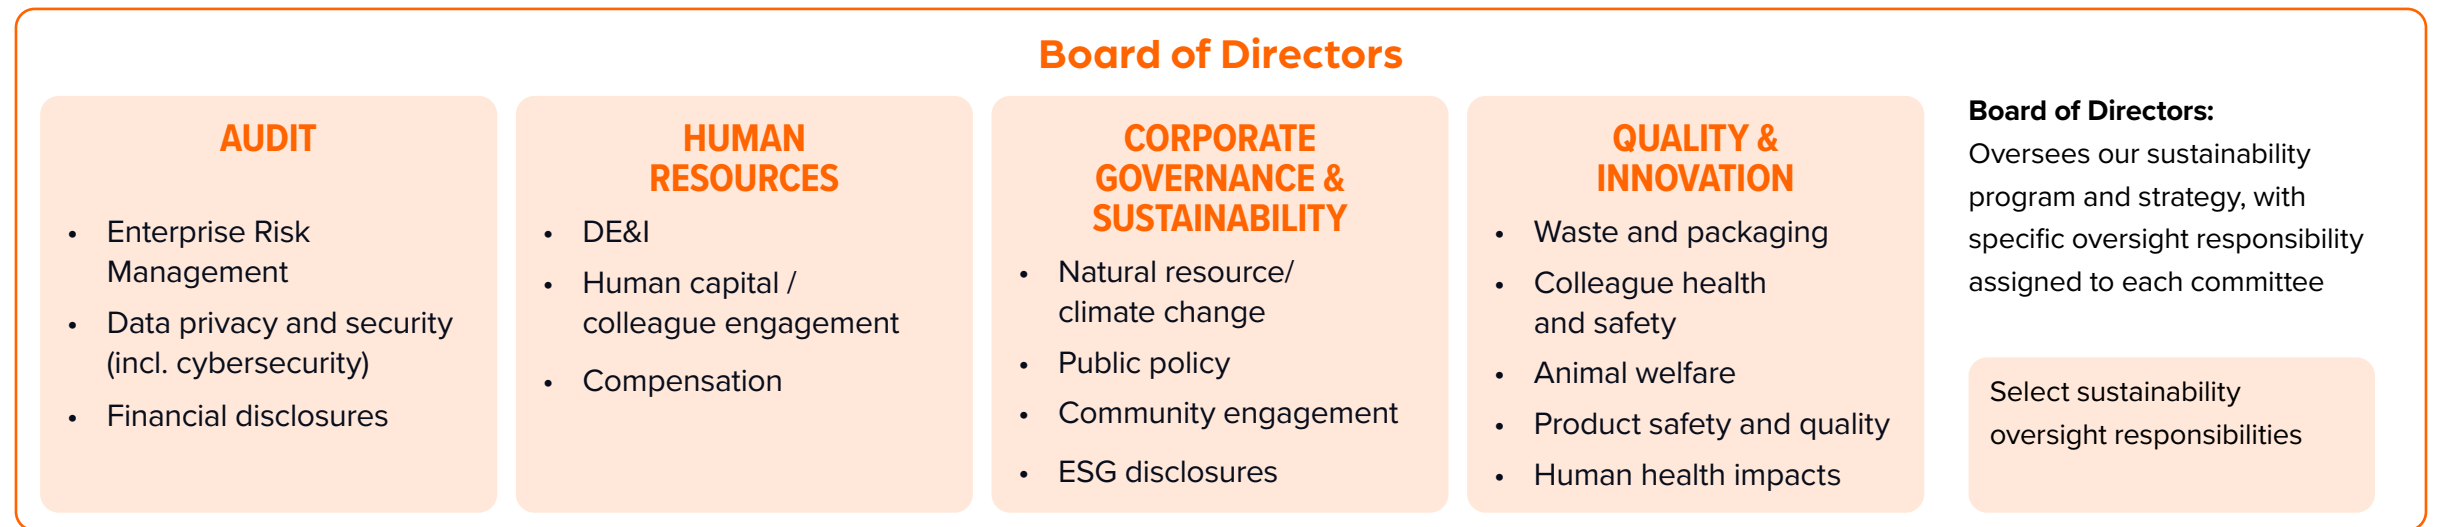 Board of Directors
AUDIT
• Enterprise Risk
Management
• Data privacy and security
(incl. cybersecurity)
• Financial disclosures
HUMAN
RESOURCES
• DE&I
• Human capital /
colleague engagement
• Compensation
CORPORATE
GOVERNANCE &
SUSTAINABILITY
• Natural resource/
climate change
• Public policy
• Community engagement
• ESG disclosures
QUALITY &
INNOVATION
• Waste and packaging
• Colleague health
and safety
• Animal welfare
• Product safety and quality
• Human health impacts
Board of Directors:
Oversees our sustainability
program and strategy, with
specific oversight responsibility
assigned to each committee
Select sustainability
oversight responsibilities